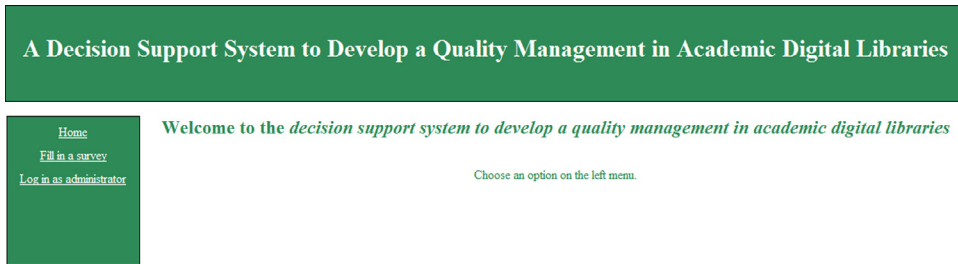 A Decision Support System to Develop a Quality Management in Academic Digital Libraries
Home
Fill in a survey
Log in as administrator
Welcome to the decision support system to develop a quality management in academic digital libraries
Choose an option on the left menu.